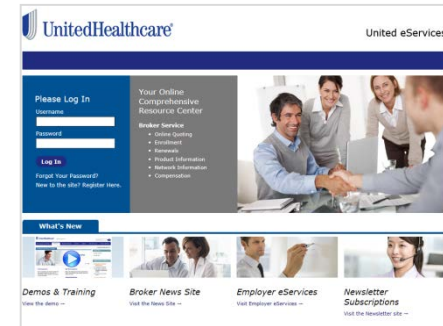 UnitedHealthcare®
United eServices
Please Log In
Username
Password
Log In
Forgot Your Password?
New to the site? Register Here.
Your Online
Comprehensive
Resource Center
Broker Service
• Online Quoting
• Enrollment
• Renewals
• Product Information
• Network Information
• Compensation
What's New
Demos & Training
View the demo →
Broker News Site
Visit the News Site →
Employer eServices
Visit Employer eServices →
Newsletter
Subscriptions
Visit the Newsletter site →